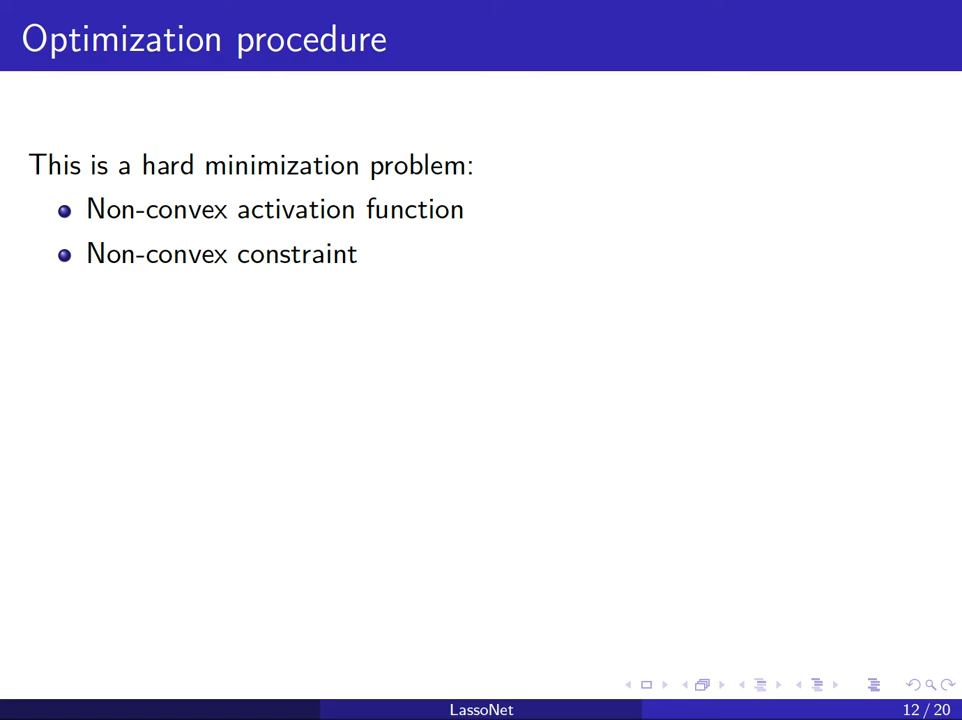 Optimization procedure
This is a hard minimization problem:
Non-convex activation function
Non-convex constraint
LassoNet
12 / 20